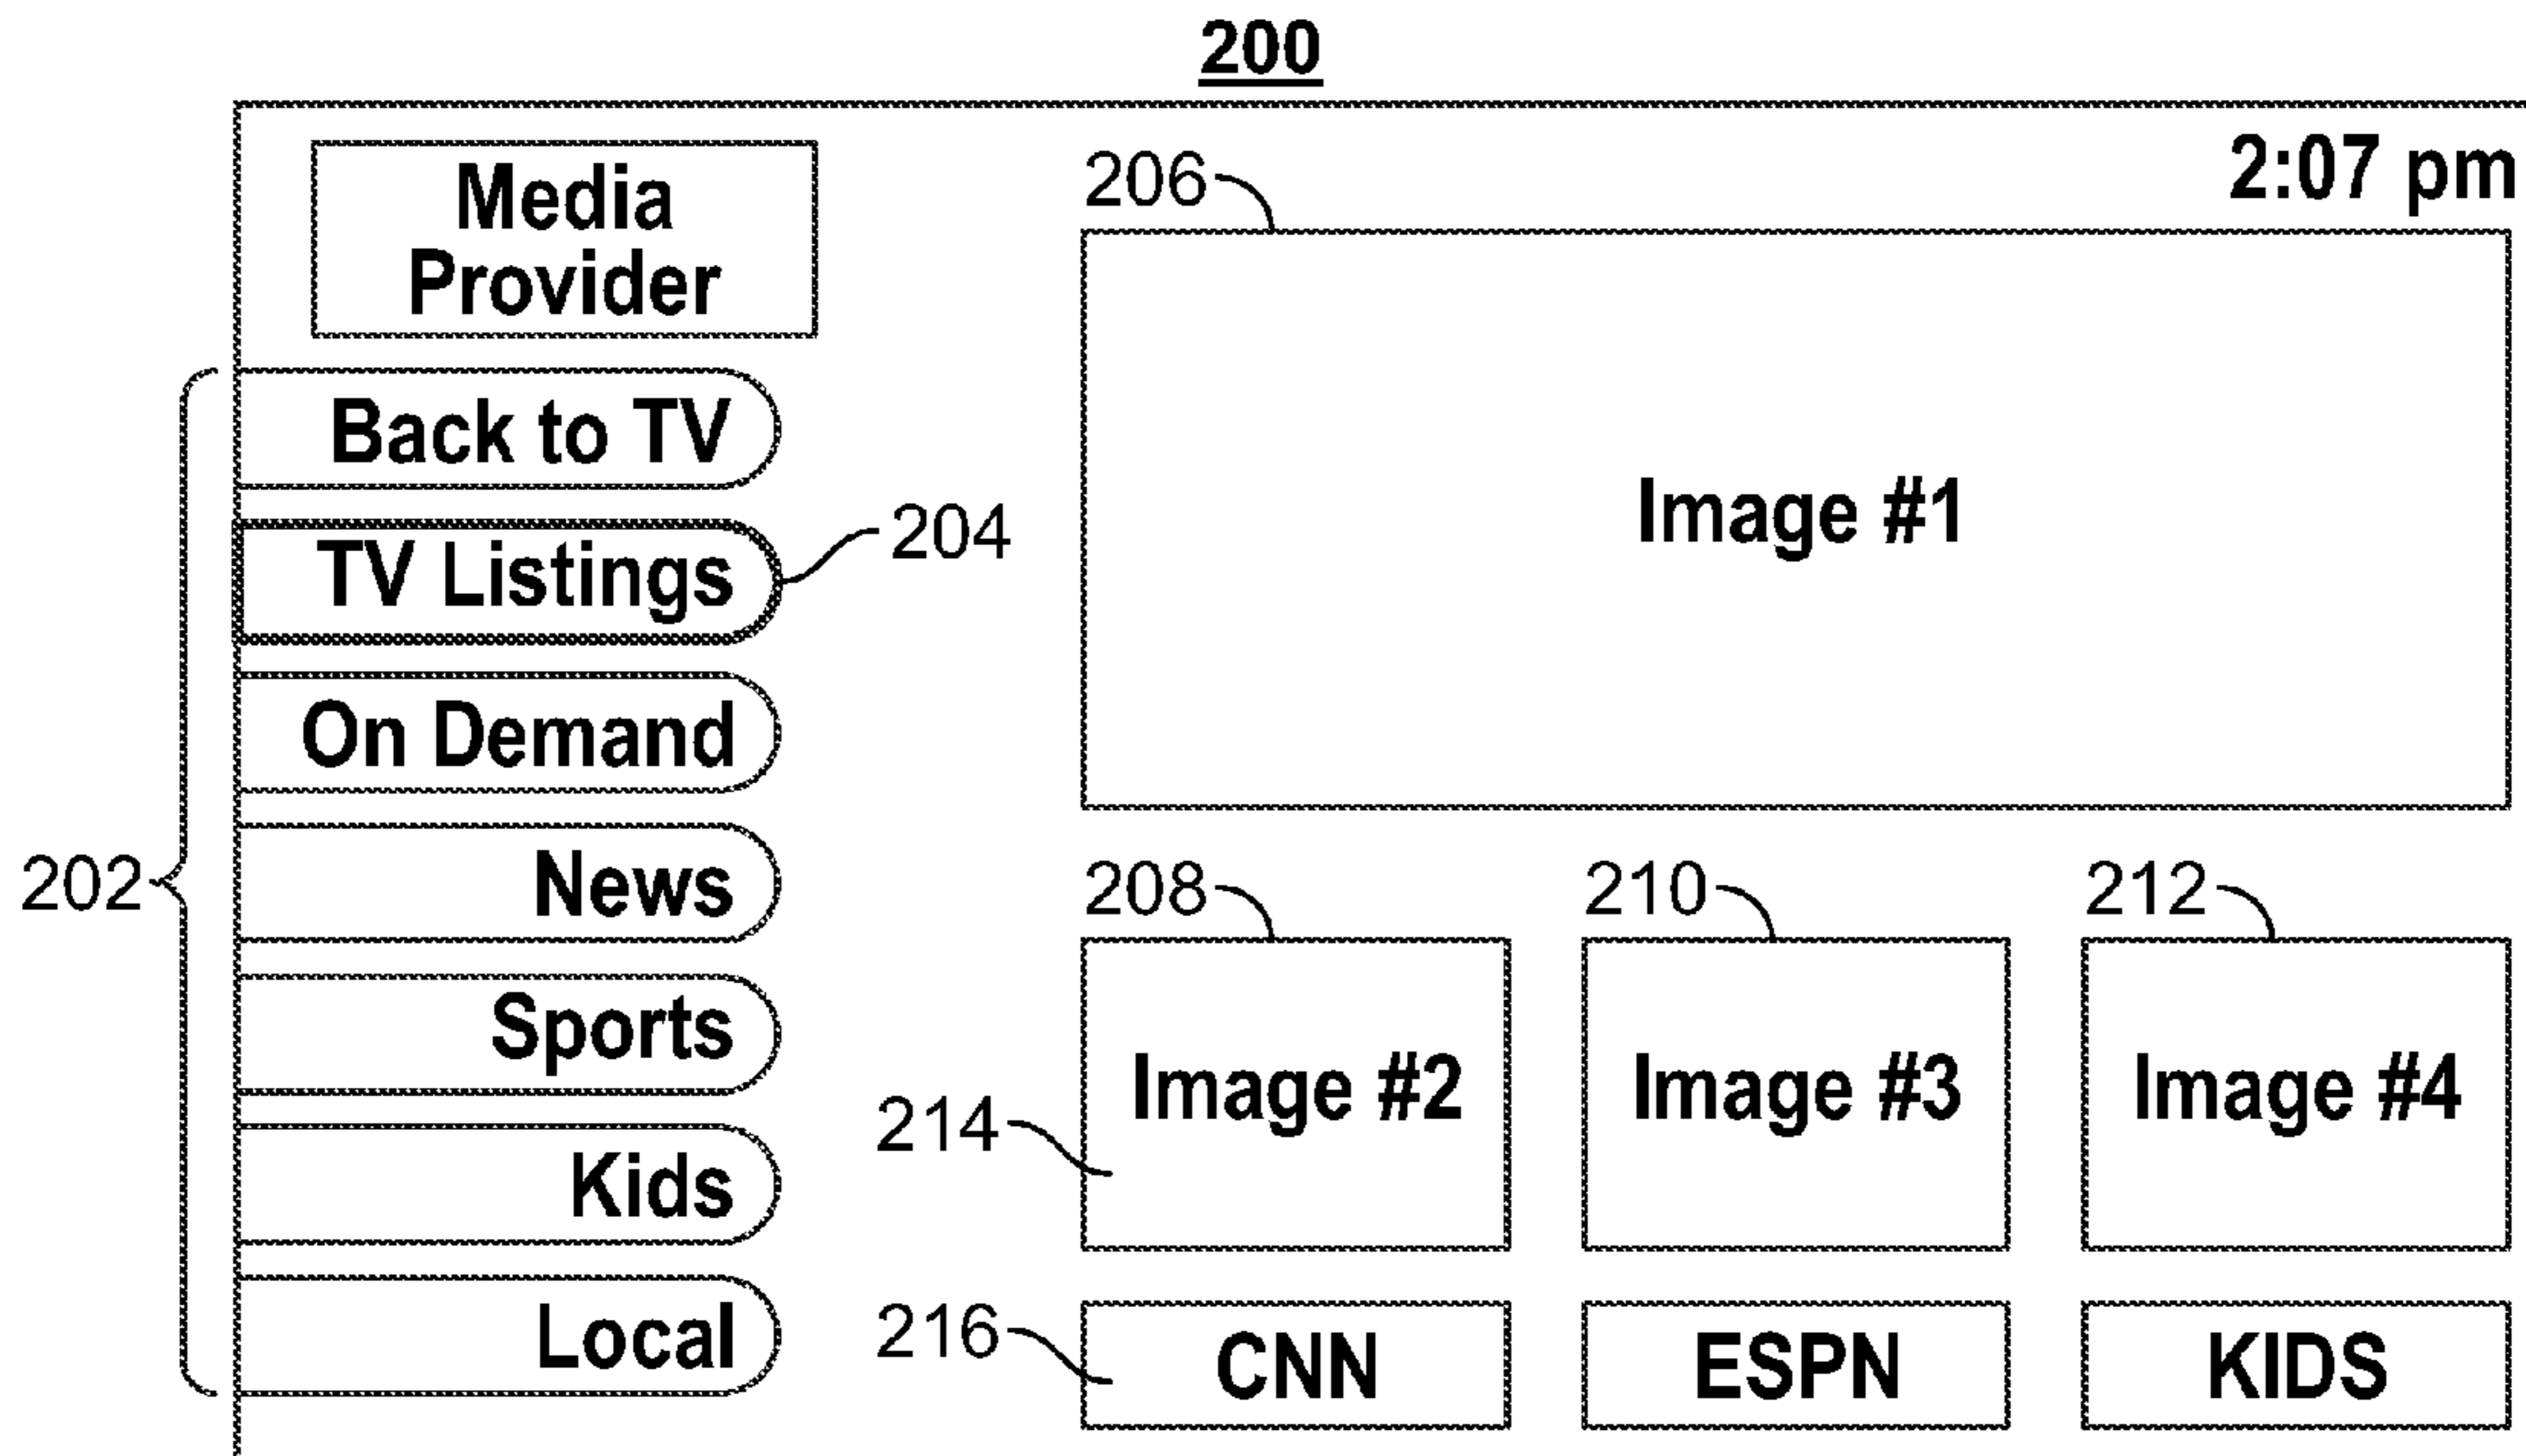 200
2:07 pm
Media
Provider
206
Image #1
Back to TV
TV Listings
204
On Demand
News
202
Sports
Kids
Local
208
210
212
Image #2
Image #3
Image #4
214
216
CNN
ESPN
KIDS